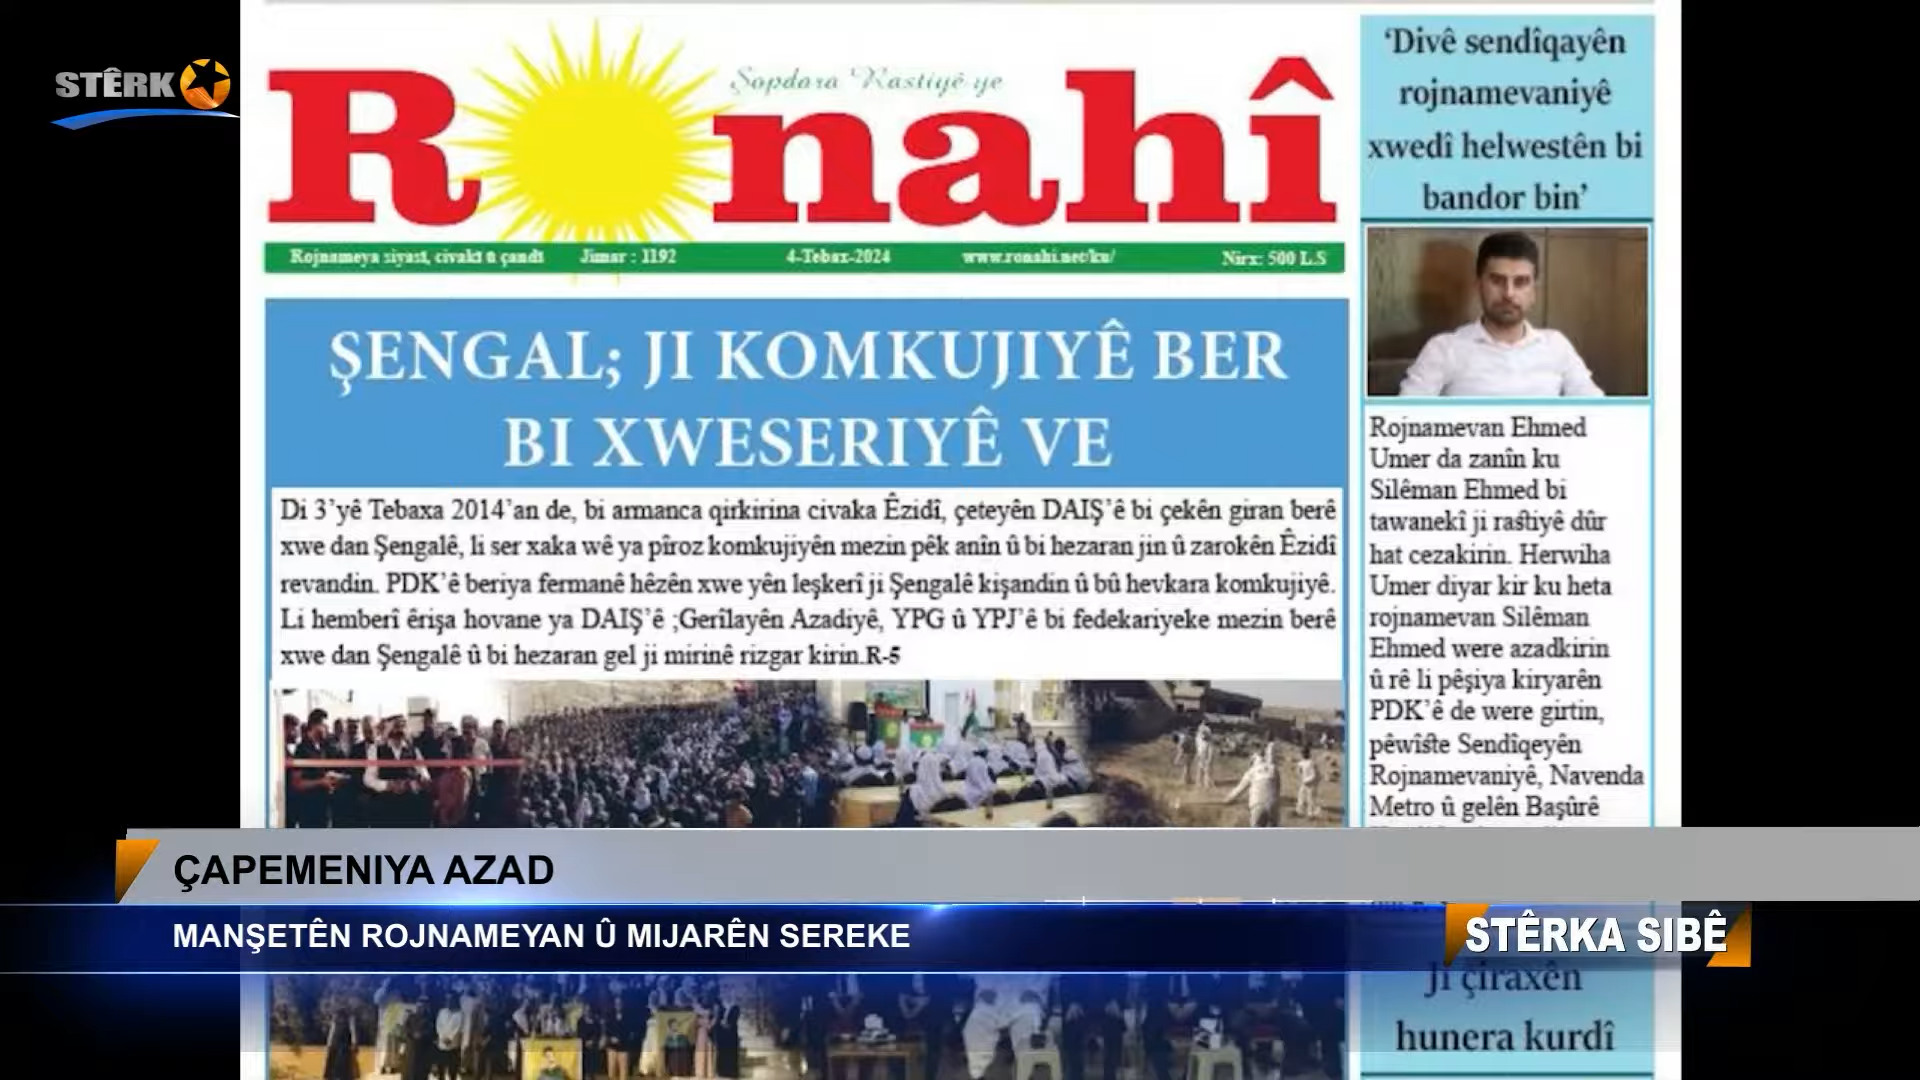 STÊRK
Ronahî
Şopdara Rastiyê ye
Rojnameya siyasî, civakî û çandî
Jimar : 1192
4-Tebax-2024
www.ronahi.net/ku/
Nirx: 500 L.S
ŞENGAL; JI KOMKUJIYÊ BER
BI XWESERIYÊ VE
Di 3'yê Tebaxa 2014'an de, bi armanca qirkirina civaka Êzidî, çeteyên DAIŞ'ê bi çekên giran berê
xwe dan Şengalê, li ser xaka wê ya pîroz komkujiyên mezin pêk anîn û bi hezaran jin û zarokên Êzidî
revandin. PDK'ê beriya fermanê hêzên xwe yên leşkerî ji Şengalê kişandin û bû hevkara komkujiyê.
Li hemberî êrişa hovane ya DAIŞ'ê ;Gerîlayên Azadiyê, YPG û YPJ'ê bi fedekariyeke mezin berê
xwe dan Şengalê û bi hezaran gel ji mirinê rizgar kirin.R-5
'Divê sendîqayên
rojnamevaniyê
xwedî helwestên bi
bandor bin'
Rojnamevan Ehmed
Umer da zanîn ku
Silêman Ehmed bi
tawanekî ji rastiyê dûr
hat cezakirin. Herwiha
Umer diyar kir ku heta
rojnamevan Silêman
Ehmed were azadkirin
û rê li pêşiya kiryarên
PDK'ê de were girtin,
pêwîste Sendîqeyên
Rojnamevaniyê, Navenda
Metro û gelên Başûrê
Ji çiraxên
hunera kurdî
ÇAPEMENIYA AZAD
MANŞETÊN ROJNAMEYAN Û MIJARÊN SEREKE
STÊRKA SIBÊ